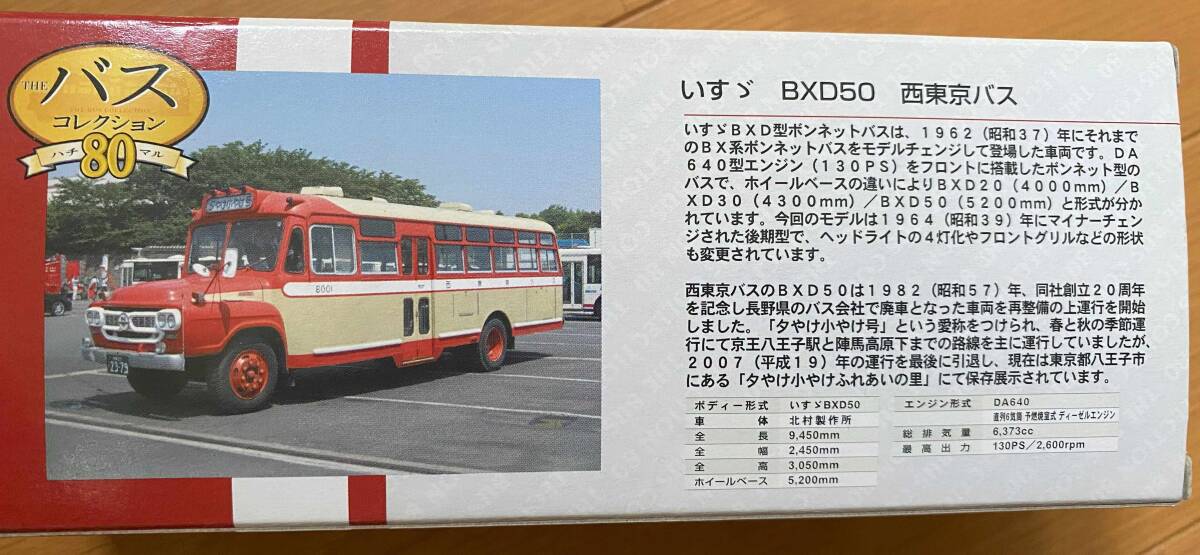 THE
バス
THE BUS COLLECTION
コレクション
ハチ 80 マル
夕やけ小やけ号
8001
西東京バス
23-75
いすゞ BXD50 西東京バス
いすゞBXD型ボンネットバスは、1962(昭和37)年にそれまで
のBX系ボンネットバスをモデルチェンジして登場した車両です。DA
640型エンジン(130PS)をフロントに搭載したボンネット型の
バスで、ホイールベースの違いによりBXD20(4000mm)/B
XD30(4300mm)/BXD50(5200mm)と形式が分か
れています。今回のモデルは1964(昭和39)年にマイナーチェン
ジされた後期型で、ヘッドライトの4灯化やフロントグリルなどの形状
も変更されています。
西東京バスのBXD50は1982(昭和57)年、同社創立20周年
を記念し長野県のバス会社で廃車となった車両を再整備の上運行を開始
しました。「夕やけ小やけ号」という愛称をつけられ、春と秋の季節運
行にて京王八王子駅と陣馬高原下までの路線を主に運行していましたが、
2007(平成19)年の運行を最後に引退し、現在は東京都八王子市
にある「夕やけ小やけふれあいの里」にて保存展示されています。
ボディー形式 いすゞBXD50
車体 北村製作所
全長 9,450mm
全幅 2,450mm
全高 3,050mm
ホイールベース 5,200mm
エンジン形式 DA640
直列6気筒 予燃焼室式 ディーゼルエンジン
総排気量 6,373cc
最高出力 130PS/2,600rpm